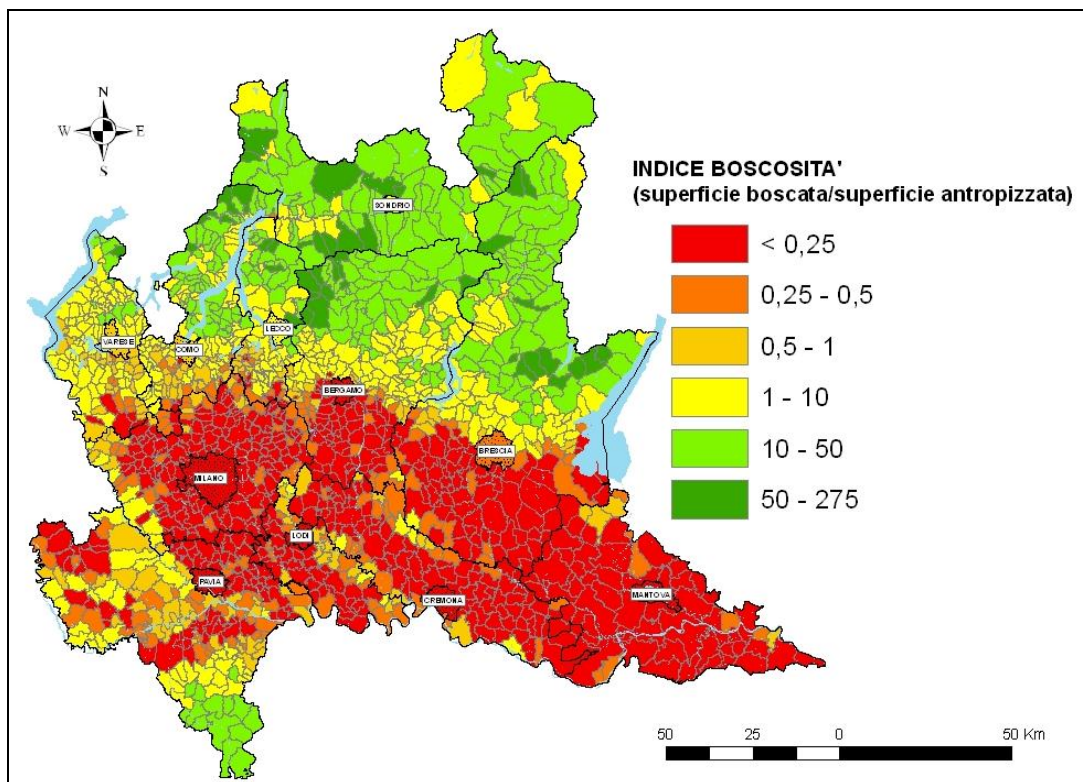 N
W E
S
INDICE BOSCOSITA'
(superficie boscata/superficie antropizzata)
< 0,25
0,25 - 0,5
0,5 - 1
1 - 10
10 - 50
50 - 275
SONDRIO
LECCO
VARESE
COMO
BERGAMO
BRESCIA
MILANO
LODI
PAVIA
CREMONA
MANTOVA
50 25 0 50 Km